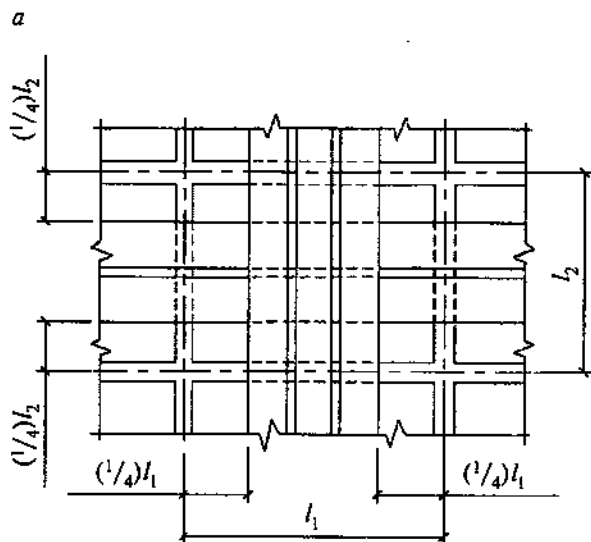 а
(1/4)l₂
l₂
(1/4)l₂
(1/4)l₁
(1/4)l₁
l₁